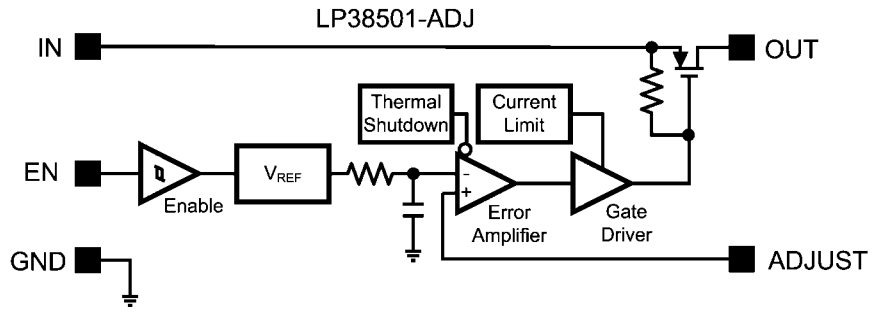 LP38501-ADJ
IN
OUT
Thermal
Shutdown
Current
Limit
EN
Enable
VREF
-
+
Error
Amplifier
Gate
Driver
GND
ADJUST